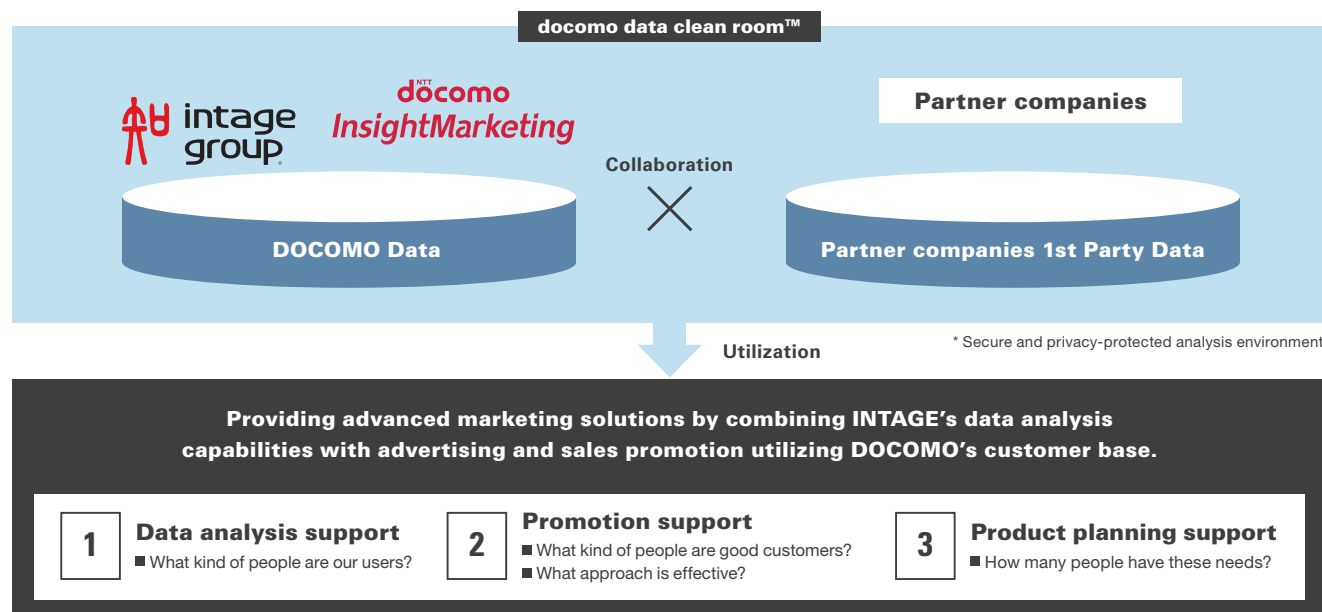 docomo data clean room™
intage
group®
NTT
döcomo
InsightMarketing
Partner companies
Collaboration
DOCOMO Data
Partner companies 1st Party Data
Utilization
* Secure and privacy-protected analysis environment
Providing advanced marketing solutions by combining INTAGE’s data analysis
capabilities with advertising and sales promotion utilizing DOCOMO’s customer base.
1
Data analysis support
■ What kind of people are our users?
2
Promotion support
■ What kind of people are good customers?
■ What approach is effective?
3
Product planning support
■ How many people have these needs?